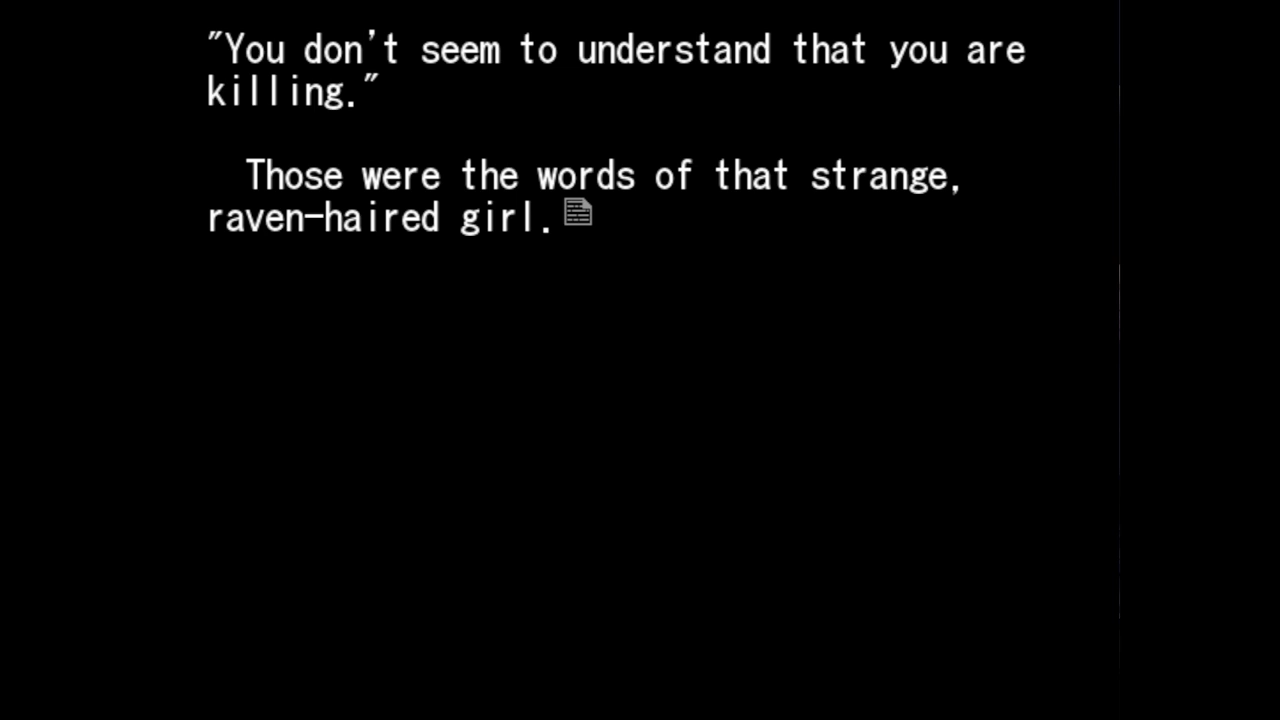 "You don't seem to understand that you are
killing."
Those were the words of that strange,
raven-haired girl.